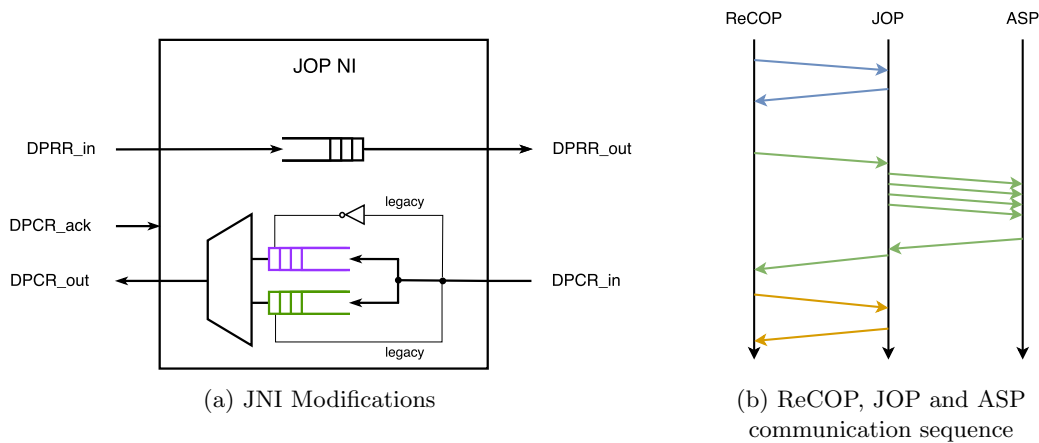 JOP NI
DPRR_in
DPRR_out
legacy
DPCR_ack
DPCR_out
DPCR_in
legacy
(a) JNI Modifications
ReCOP
JOP
ASP
(b) ReCOP, JOP and ASP
communication sequence